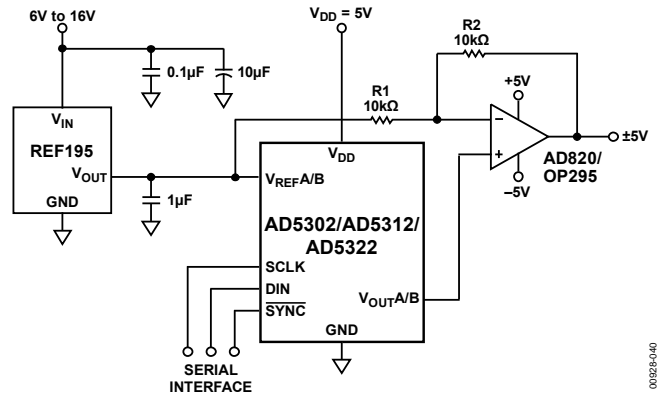 6V to 16V
0.1µF
10µF
VIN
REF195
VOUT
GND
1µF
VDD = 5V
R1
10kΩ
R2
10kΩ
+5V
–5V
±5V
AD820/
OP295
VDD
VREFA/B
AD5302/AD5312/
AD5322
SCLK
DIN
SYNC
VOUTA/B
GND
SERIAL
INTERFACE
−
+
00928-040